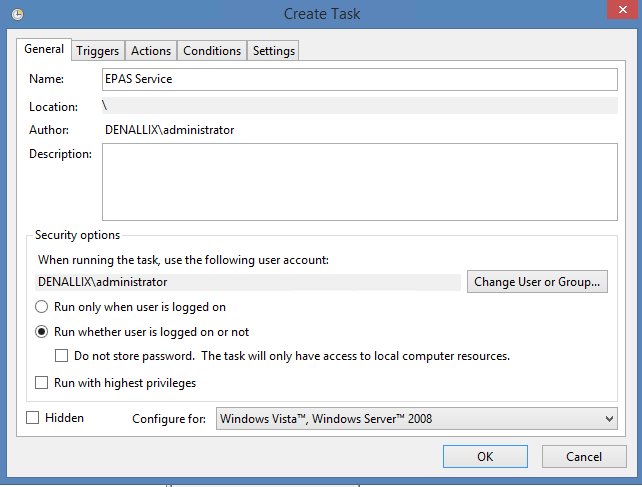 Create Task
General Triggers Actions Conditions Settings
Name: EPAS Service
Location: \
Author: DENALLIX\administrator
Description:
Security options
When running the task, use the following user account:
DENALLIX\administrator Change User or Group...
Run only when user is logged on
Run whether user is logged on or not
Do not store password. The task will only have access to local computer resources.
Run with highest privileges
Hidden Configure for: Windows Vista™, Windows Server™ 2008
OK Cancel